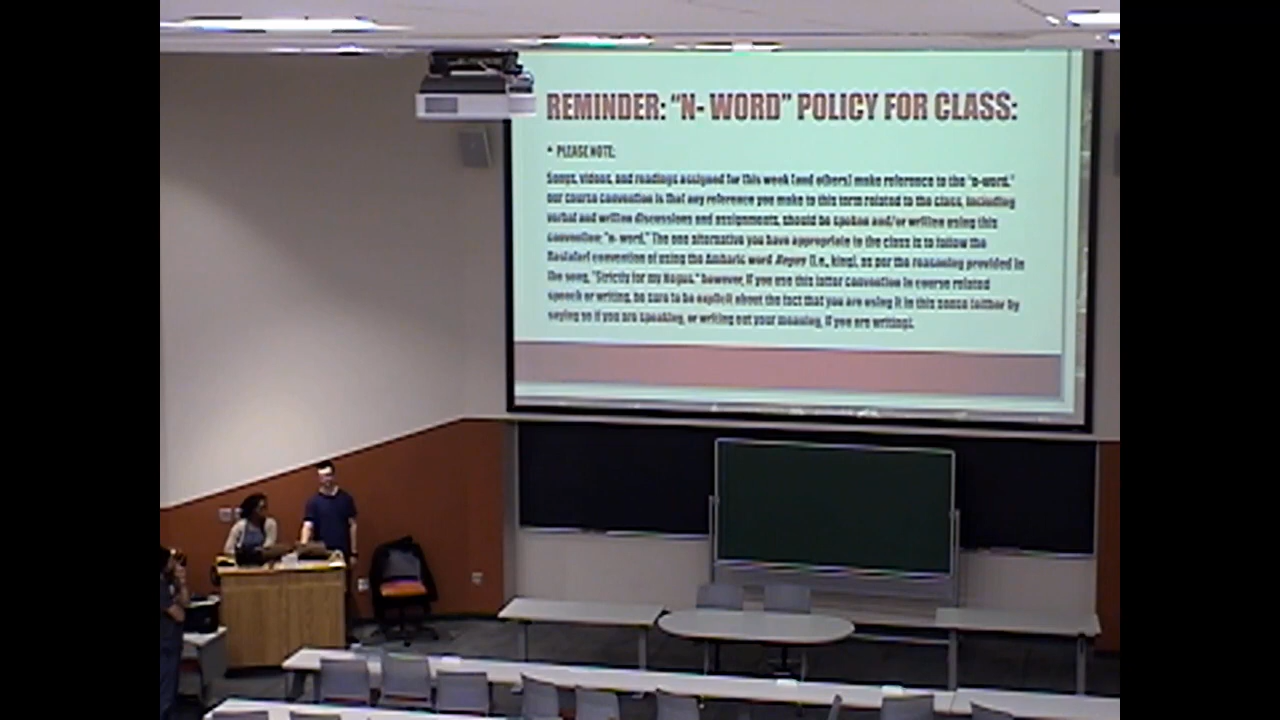 REMINDER: “N- WORD” POLICY FOR CLASS:
• PLEASE NOTE:
Songs, videos, and readings assigned for this week (and others) make reference to the “n-word.”
our course convention is that any reference you make to this term related to the class, including
verbal and written discussions and assignments, should be spoken and/or written using this
convention: “n- word.” The one alternative you have appropriate to the class is to follow the
Rastafari convention of using the Amharic word (i.e., king), as per the reasoning provided in
the song, “Strictly for my however, if you use this latter convention in course related
speech or writing, be sure to be explicit about the fact that you are using it in this sense (either by
saying so if you are speaking, or writing out your meaning, if you are writing).